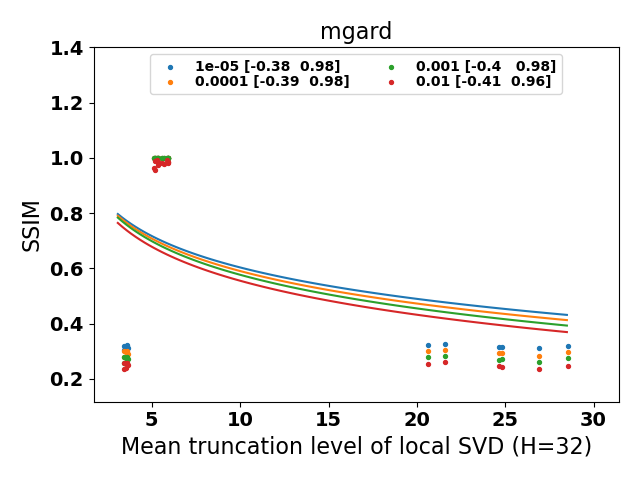 mgard
1.4
1e-05 [-0.38  0.98]
0.001 [-0.4   0.98]
0.0001 [-0.39  0.98]
0.01 [-0.41  0.96]
1.2
1.0
0.8
0.6
0.4
0.2
SSIM
5
10
15
20
25
30
Mean truncation level of local SVD (H=32)